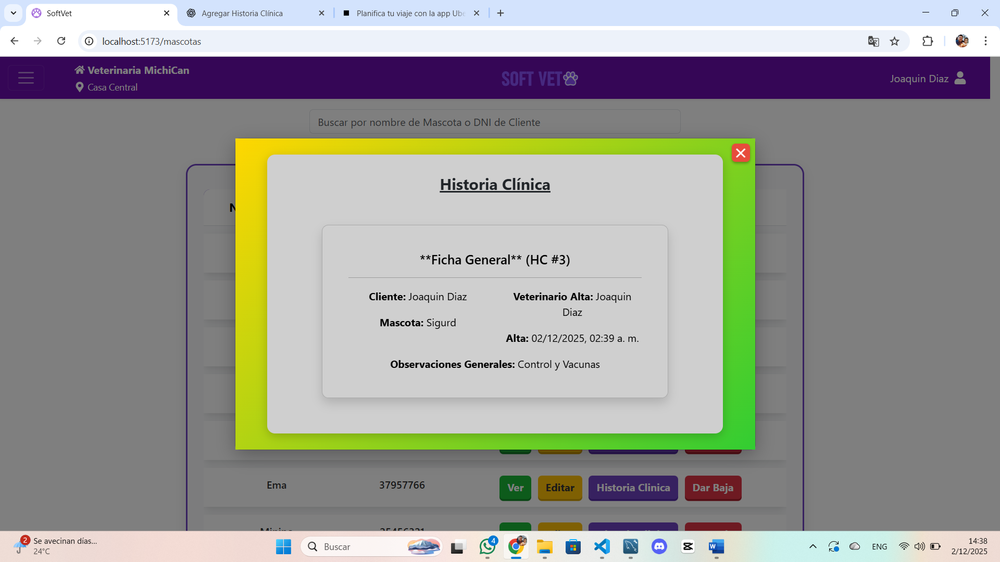 SoftVet
Agregar Historia Clínica
Planifica tu viaje con la app Ube
localhost:5173/mascotas
Veterinaria MichiCan
Casa Central
SOFT VET
Joaquin Diaz
Buscar por nombre de Mascota o DNI de Cliente
N
Historia Clínica
**Ficha General** (HC #3)
Cliente: Joaquin Diaz
Mascota: Sigurd
Veterinario Alta: Joaquin
Diaz
Alta: 02/12/2025, 02:39 a. m.
Observaciones Generales: Control y Vacunas
Ema 37957766 Ver Editar Historia Clinica Dar Baja
2
Se avecinan días...
24°C
Buscar
4
ENG
14:38
2/12/2025